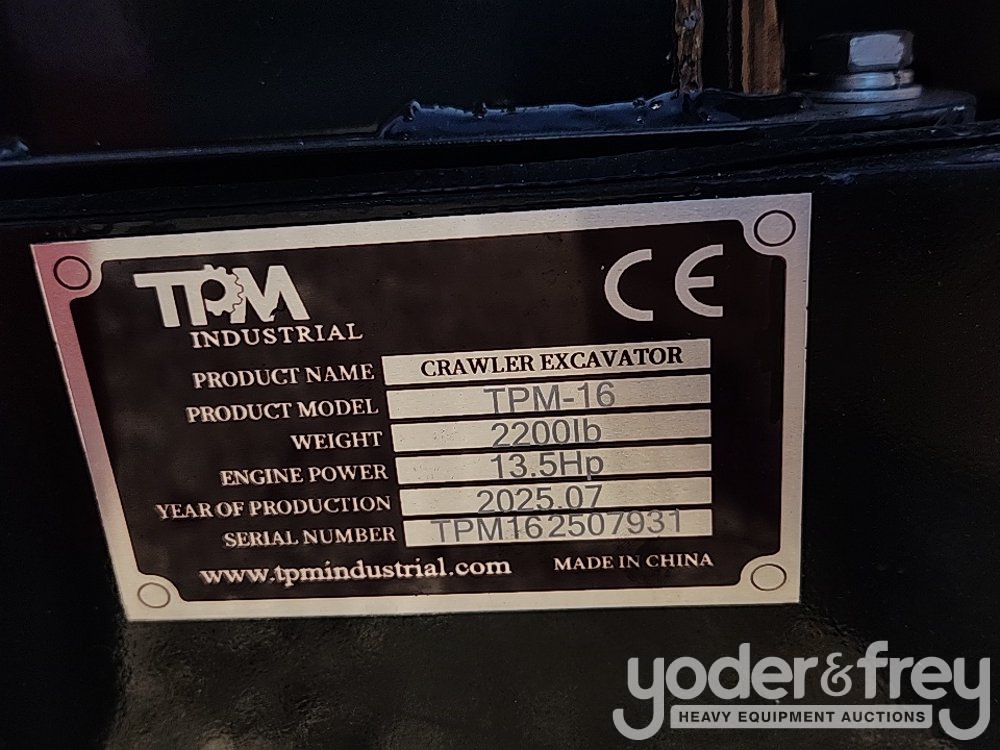 TPM
INDUSTRIAL
CE
PRODUCT NAME CRAWLER EXCAVATOR
PRODUCT MODEL TPM-16
WEIGHT 2200lb
ENGINE POWER 13.5Hp
YEAR OF PRODUCTION 2025.07
SERIAL NUMBER TPM162507931
www.tpmindustrial.com MADE IN CHINA
yoder&frey
HEAVY EQUIPMENT AUCTIONS